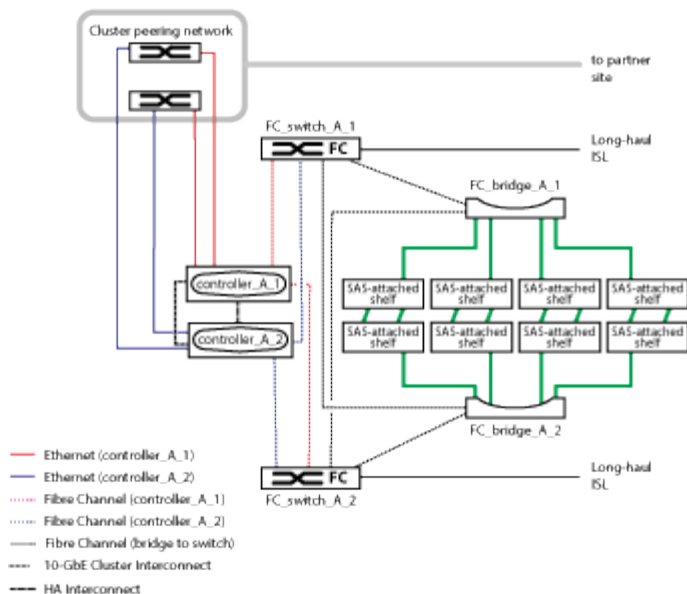 Cluster peering network
to partner
site
FC_switch_A_1
FC
Long-haul
ISL
FC_bridge_A_1
controller_A_1
SAS-attached
shelf
SAS-attached
shelf
SAS-attached
shelf
SAS-attached
shelf
SAS-attached
shelf
SAS-attached
shelf
SAS-attached
shelf
SAS-attached
shelf
controller_A_2
FC_bridge_A_2
FC
FC_switch_A_2
Long-haul
ISL
Ethernet (controller_A_1)
Ethernet (controller_A_2)
Fibre Channel (controller_A_1)
Fibre Channel (controller_A_2)
Fibre Channel (bridge to switch)
10-GbE Cluster Interconnect
HA Interconnect